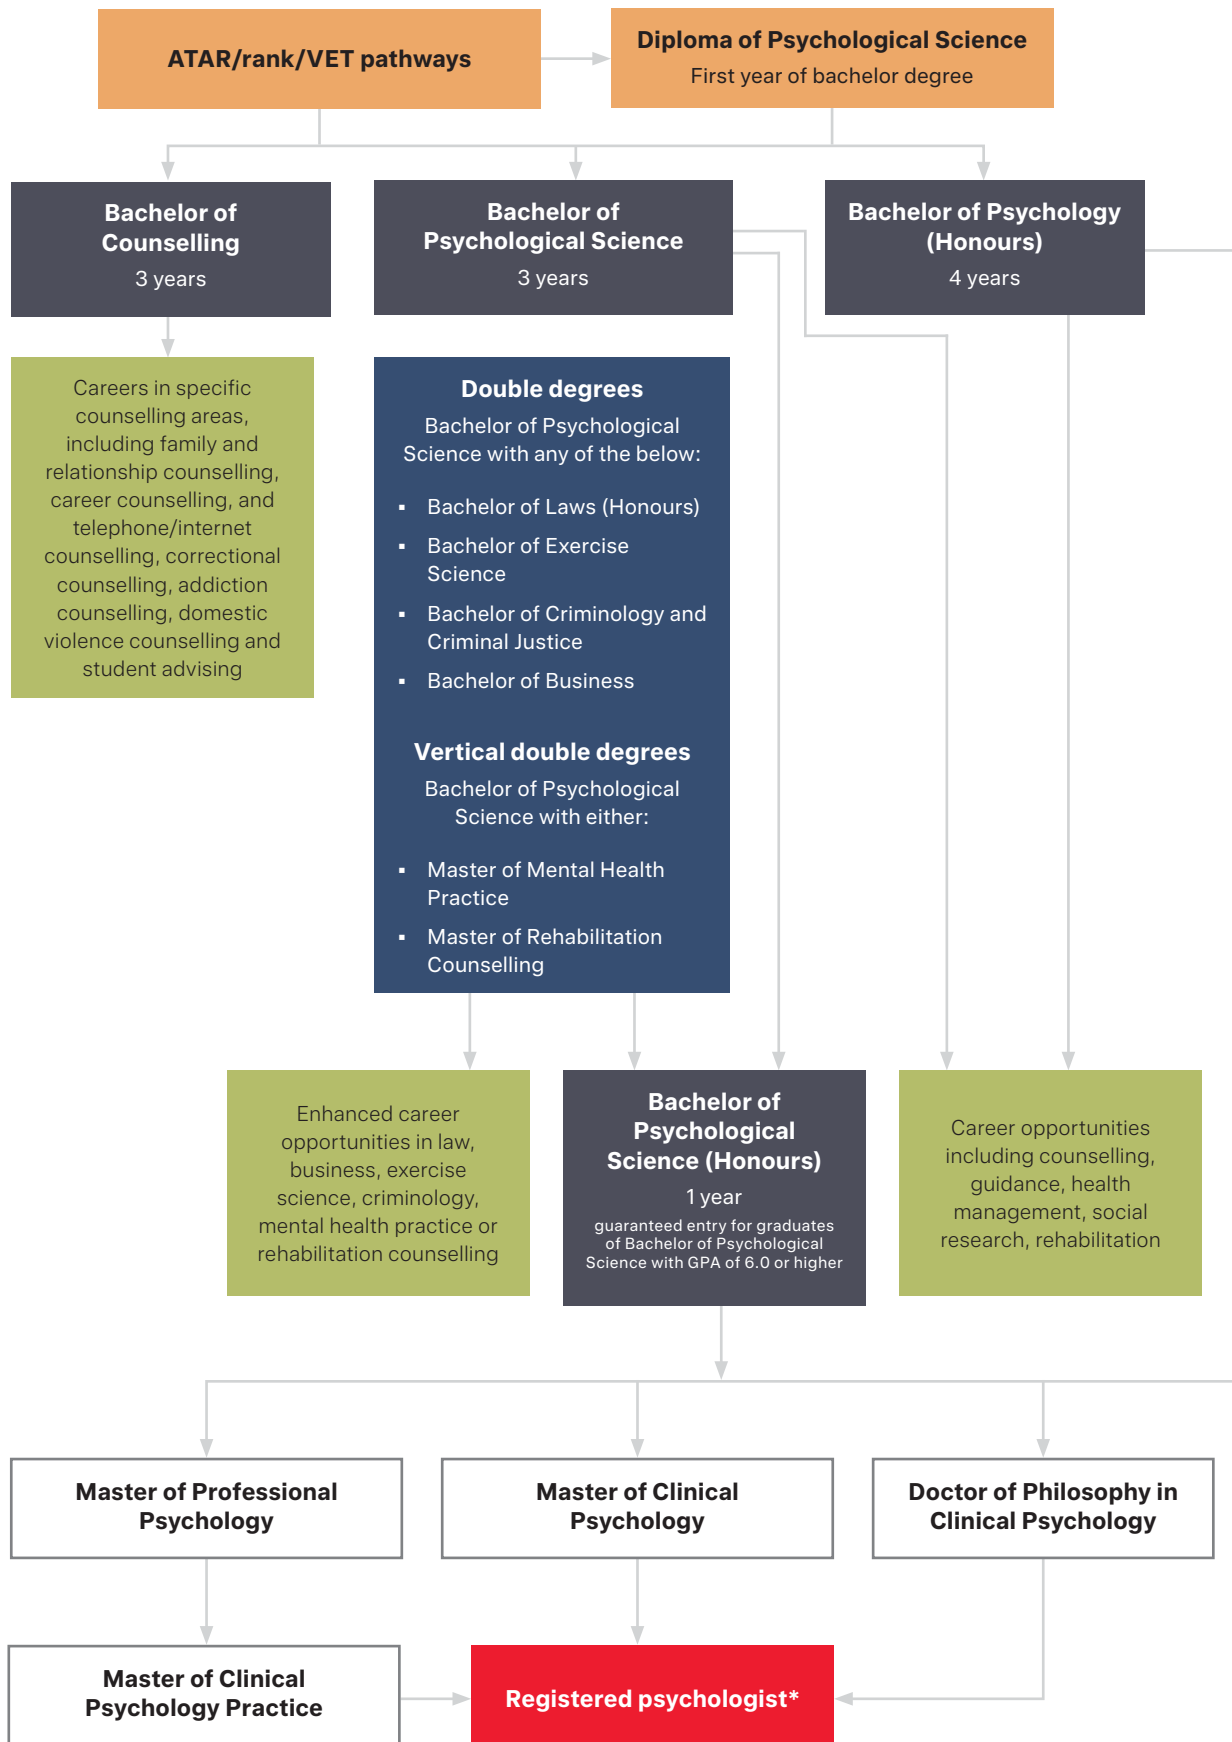 ATAR/rank/VET pathways
Diploma of Psychological Science
First year of bachelor degree
Bachelor of
Counselling
3 years
Bachelor of
Psychological Science
3 years
Bachelor of Psychology
(Honours)
4 years
Careers in specific
counselling areas,
including family and
relationship counselling,
career counselling, and
telephone/internet
counselling, correctional
counselling, addiction
counselling, domestic
violence counselling and
student advising
Double degrees
Bachelor of Psychological
Science with any of the below:
▪ Bachelor of Laws (Honours)
▪ Bachelor of Exercise
Science
▪ Bachelor of Criminology and
Criminal Justice
▪ Bachelor of Business
Vertical double degrees
Bachelor of Psychological
Science with either:
▪ Master of Mental Health
Practice
▪ Master of Rehabilitation
Counselling
Enhanced career
opportunities in law,
business, exercise
science, criminology,
mental health practice or
rehabilitation counselling
Bachelor of
Psychological
Science (Honours)
1 year
guaranteed entry for graduates
of Bachelor of Psychological
Science with GPA of 6.0 or higher
Career opportunities
including counselling,
guidance, health
management, social
research, rehabilitation
Master of Professional
Psychology
Master of Clinical
Psychology
Doctor of Philosophy in
Clinical Psychology
Master of Clinical
Psychology Practice
Registered psychologist*